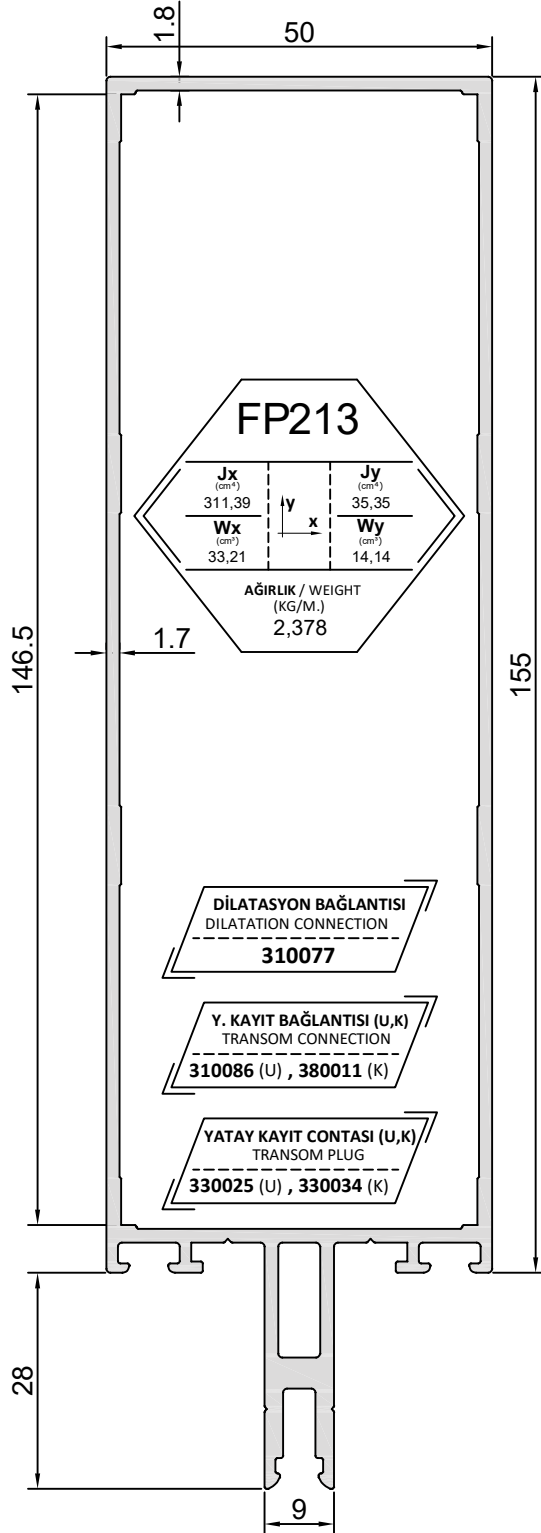 1.8
50
FP213
Jx
(cm⁴)
311,39
Jy
(cm⁴)
35,35
y
x
Wx
(cm³)
33,21
Wy
(cm³)
14,14
AĞIRLIK / WEIGHT
(KG/M.)
2,378
146.5
1.7
155
DİLATASYON BAĞLANTISI
DILATATION CONNECTION
310077
Y. KAYIT BAĞLANTISI (U,K)
TRANSOM CONNECTION
310086 (U) , 380011 (K)
YATAY KAYIT CONTASI (U,K)
TRANSOM PLUG
330025 (U) , 330034 (K)
28
9